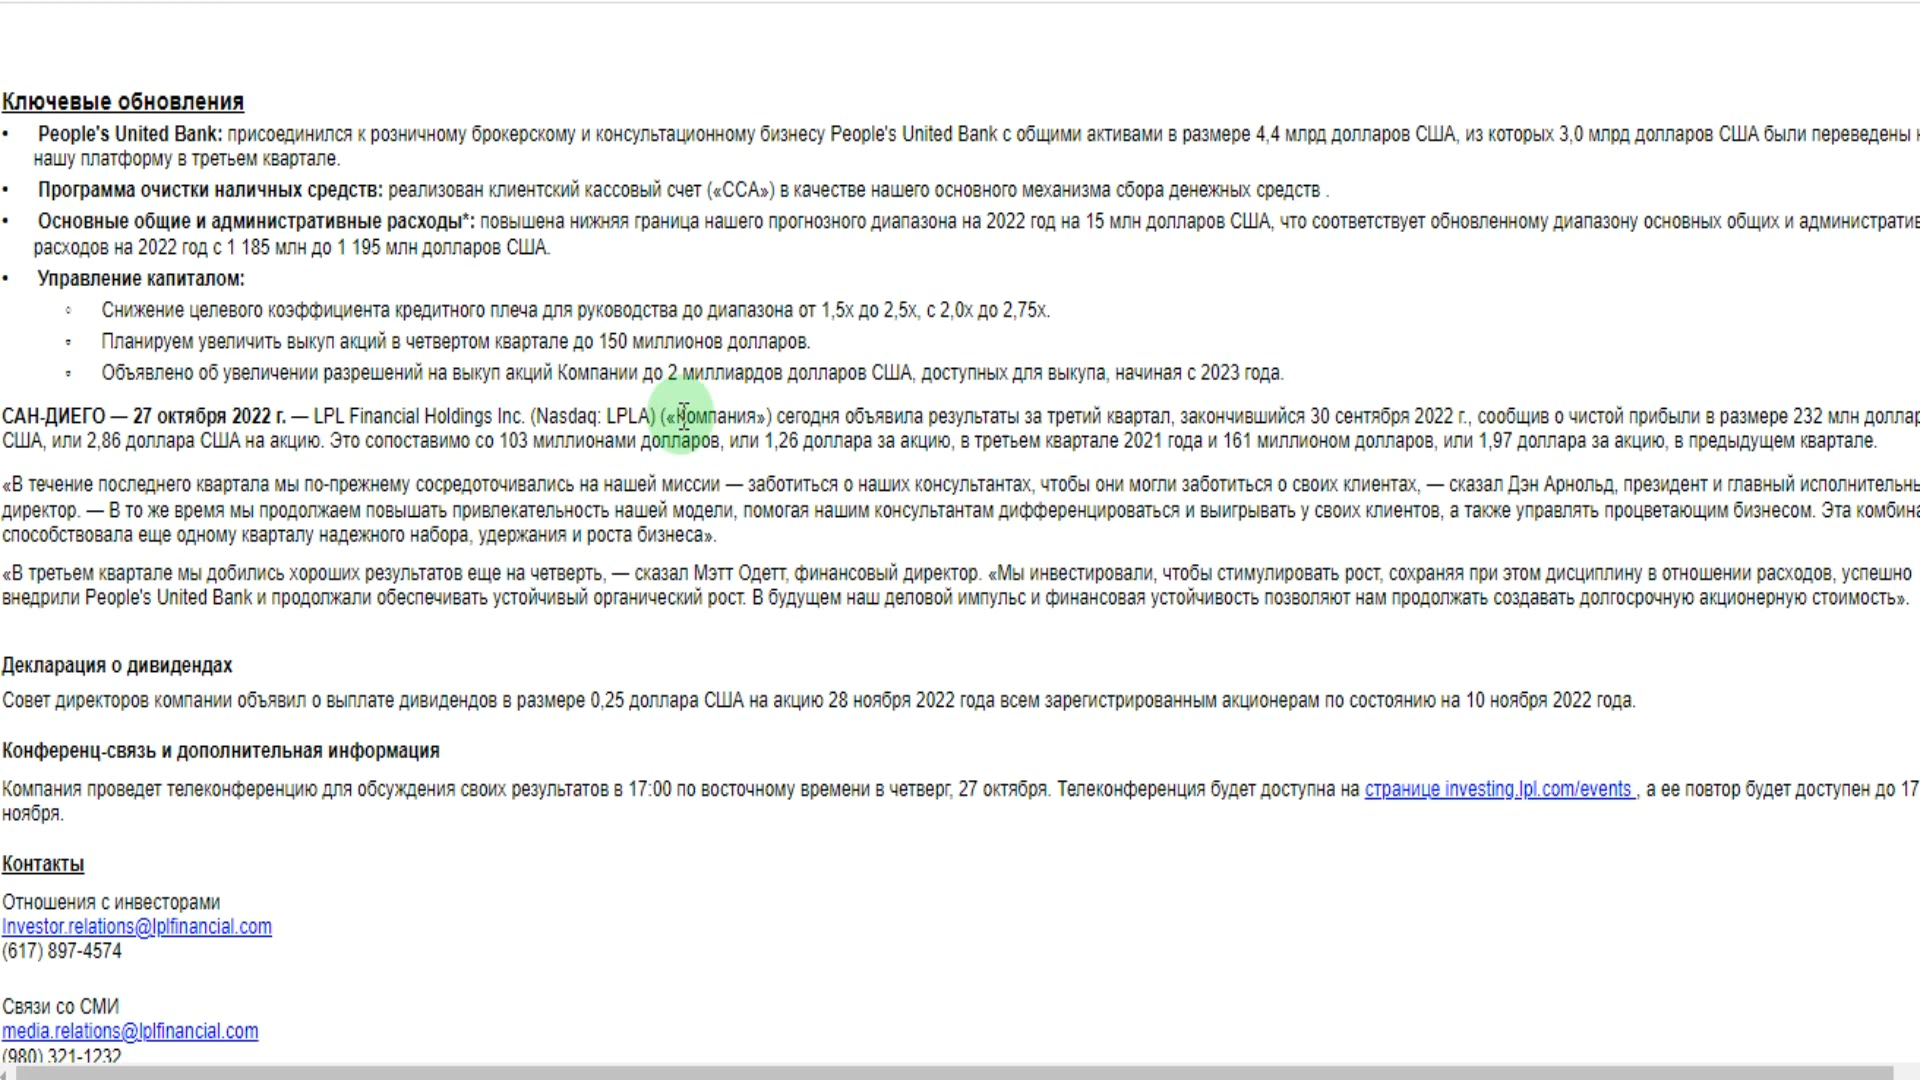 Ключевые обновления
• People's United Bank: присоединился к розничному брокерскому и консультационному бизнесу People's United Bank с общими активами в размере 4,4 млрд долларов США, из которых 3,0 млрд долларов США были переведены
нашу платформу в третьем квартале.
• Программа очистки наличных средств: реализован клиентский кассовый счет («ССА») в качестве нашего основного механизма сбора денежных средств .
• Основные общие и административные расходы*: повышена нижняя граница нашего прогнозного диапазона на 2022 год на 15 млн долларов США, что соответствует обновленному диапазону основных общих и административ
расходов на 2022 год с 1 185 млн до 1 195 млн долларов США.
• Управление капиталом:
◦ Снижение целевого коэффициента кредитного плеча для руководства до диапазона от 1,5x до 2,5x, с 2,0x до 2,75x.
◦ Планируем увеличить выкуп акций в четвертом квартале до 150 миллионов долларов.
◦ Объявлено об увеличении разрешений на выкуп акций Компании до 2 миллиардов долларов США, доступных для выкупа, начиная с 2023 года.
САН-ДИЕГО — 27 октября 2022 г. — LPL Financial Holdings Inc. (Nasdaq: LPLA) («Компания») сегодня объявила результаты за третий квартал, закончившийся 30 сентября 2022 г., сообщив о чистой прибыли в размере 232 млн доллар
США, или 2,86 доллара США на акцию. Это сопоставимо со 103 миллионами долларов, или 1,26 доллара за акцию, в третьем квартале 2021 года и 161 миллионом долларов, или 1,97 доллара за акцию, в предыдущем квартале.
«В течение последнего квартала мы по-прежнему сосредоточивались на нашей миссии — заботиться о наших консультантах, чтобы они могли заботиться о своих клиентах, — сказал Дэн Арнольд, президент и главный исполнительн
директор. — В то же время мы продолжаем повышать привлекательность нашей модели, помогая нашим консультантам дифференцироваться и выигрывать у своих клиентов, а также управлять процветающим бизнесом. Эта комбина
способствовала еще одному кварталу надежного набора, удержания и роста бизнеса».
«В третьем квартале мы добились хороших результатов еще на четверть, — сказал Мэтт Одетт, финансовый директор. «Мы инвестировали, чтобы стимулировать рост, сохраняя при этом дисциплину в отношении расходов, успешно
внедрили People's United Bank и продолжали обеспечивать устойчивый органический рост. В будущем наш деловой импульс и финансовая устойчивость позволяют нам продолжать создавать долгосрочную акционерную стоимость».
Декларация о дивидендах
Совет директоров компании объявил о выплате дивидендов в размере 0,25 доллара США на акцию 28 ноября 2022 года всем зарегистрированным акционерам по состоянию на 10 ноября 2022 года.
Конференц-связь и дополнительная информация
Компания проведет телеконференцию для обсуждения своих результатов в 17:00 по восточному времени в четверг, 27 октября. Телеконференция будет доступна на странице investing.lpl.com/events , а ее повтор будет доступен до 17
ноября.
Контакты
Отношения с инвесторами
Investor.relations@lplfinancial.com
(617) 897-4574
Связи со СМИ
media.relations@lplfinancial.com
(980) 321-1232